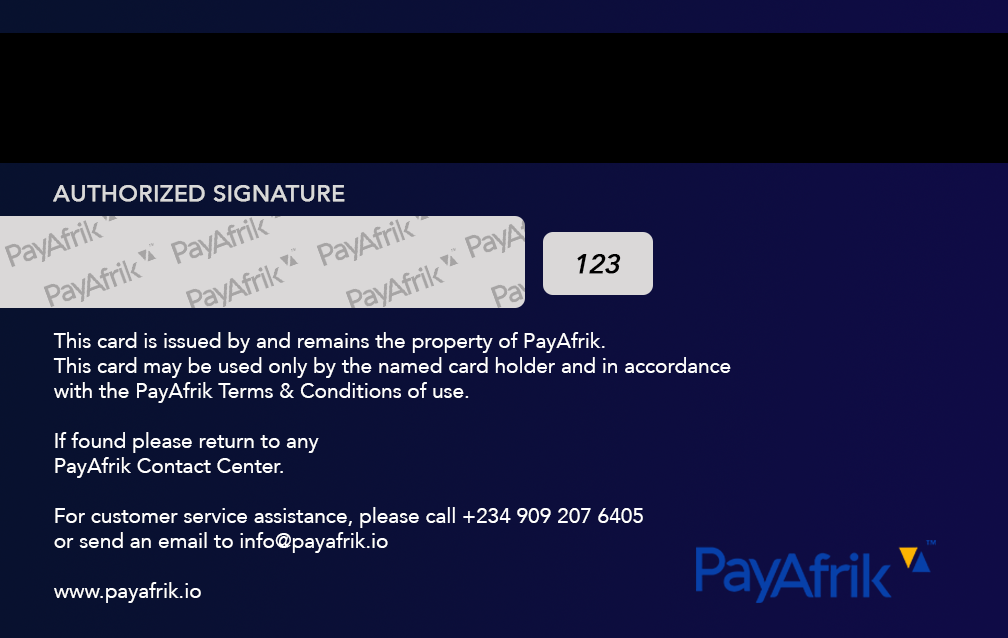 AUTHORIZED SIGNATURE
PayAfrik PayAfrik PayAfrik PayA
PayAfrik PayAfrik PayAfrik Pay
123
This card is issued by and remains the property of PayAfrik.
This card may be used only by the named card holder and in accordance
with the PayAfrik Terms & Conditions of use.
If found please return to any
PayAfrik Contact Center.
For customer service assistance, please call +234 909 207 6405
or send an email to info@payafrik.io
PayAfrik™
www.payafrik.io